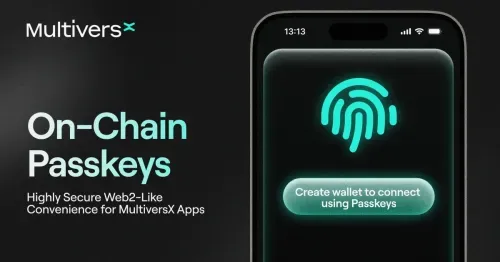 Multivers
13:13
On-Chain
Passkeys
Highly Secure Web2-Like
Convenience for MultiversX Apps
Create wallet to connect
using Passkeys